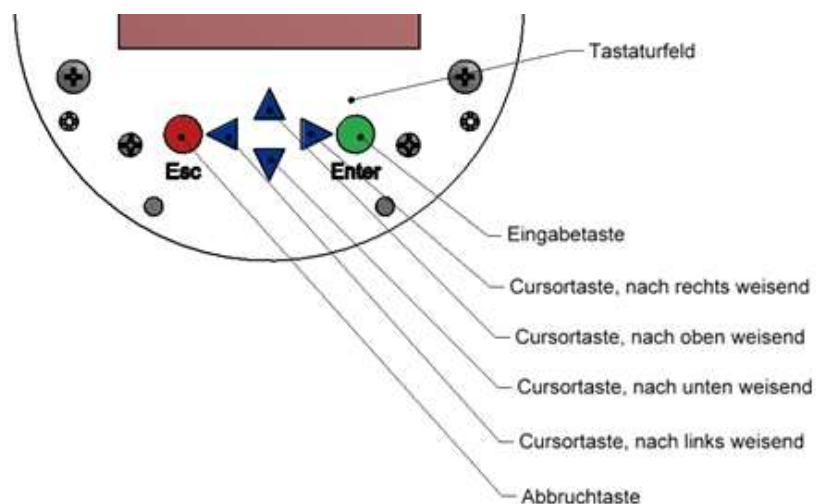 Tastaturfeld
Esc
Enter
Eingabetaste
Cursortaste, nach rechts weisend
Cursortaste, nach oben weisend
Cursortaste, nach unten weisend
Cursortaste, nach links weisend
Abbruchtaste